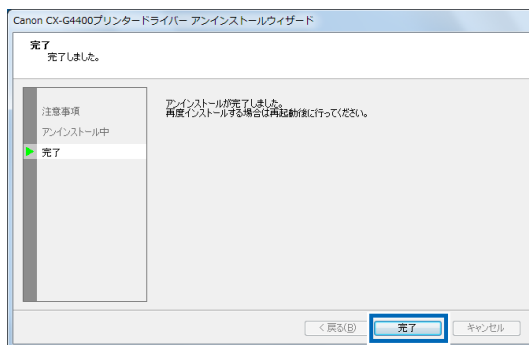 Canon CX-G4400プリンタードライバー アンインストールウィザード
完了
完了しました。
注意事項
アンインストール中
完了
アンインストールが完了しました。
再度インストールする場合は再起動後に行ってください。
< 戻る(B)
完了
キャンセル